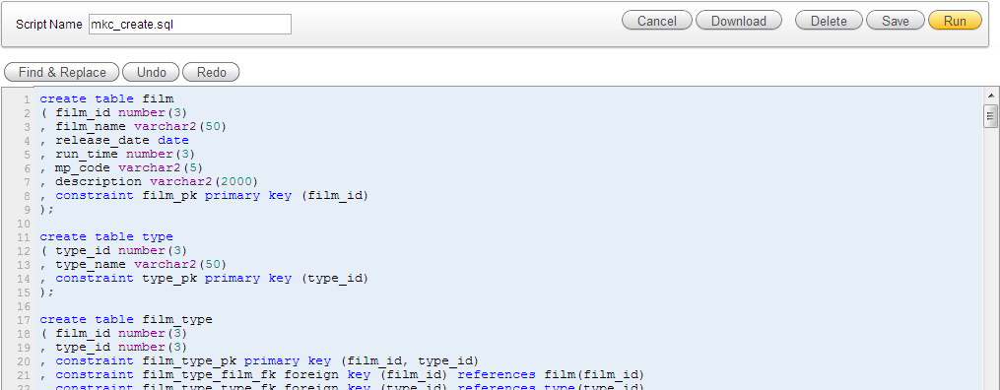 Script Name mkc_create.sql Cancel Download Delete Save Run
Find & Replace Undo Redo
1 create table film
2 ( film_id number(3)
3 , film_name varchar2(50)
4 , release_date date
5 , run_time number(3)
6 , mp_code varchar2(5)
7 , description varchar2(2000)
8 , constraint film_pk primary key (film_id)
9 );
10
11 create table type
12 ( type_id number(3)
13 , type_name varchar2(50)
14 , constraint type_pk primary key (type_id)
15 );
16
17 create table film_type
18 ( film_id number(3)
19 , type_id number(3)
20 , constraint film_type_pk primary key (film_id, type_id)
21 , constraint film_type_film_fk foreign key (film_id) references film(film_id)
22 , constraint film_type_type_fk foreign key (type_id) references type(type_id)